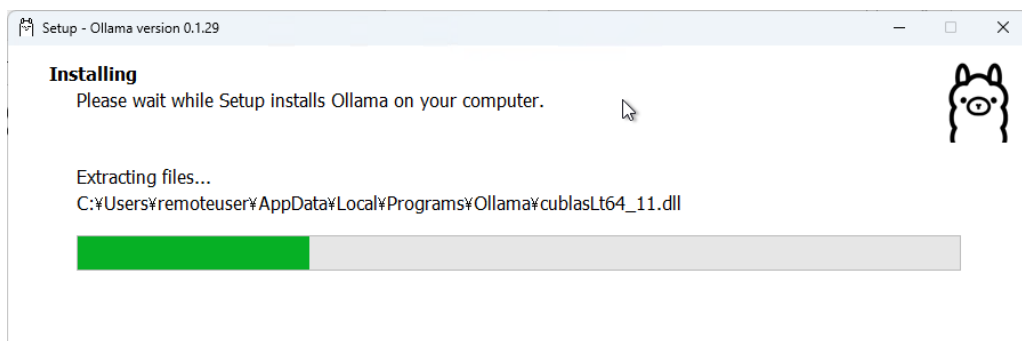 Setup - Ollama version 0.1.29
Installing
Please wait while Setup installs Ollama on your computer.
Extracting files...
C:¥Users¥remoteuser¥AppData¥Local¥Programs¥Ollama¥cublasLt64_11.dll